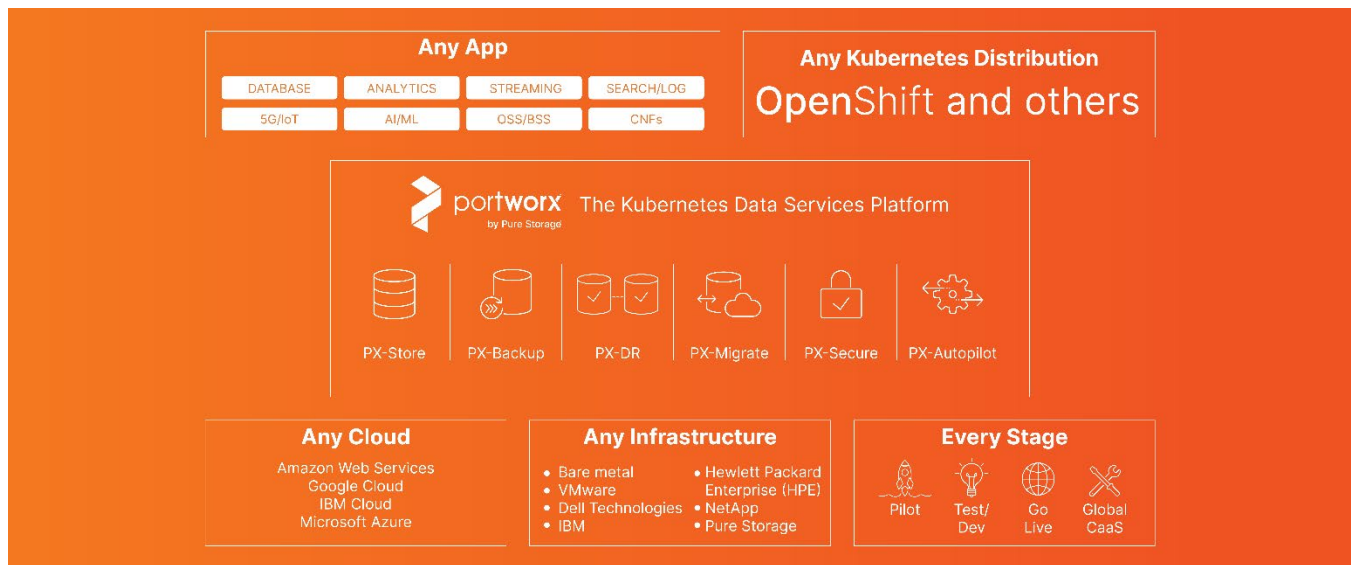 Any App
DATABASE
ANALYTICS
STREAMING
SEARCH/LOG
5G/IoT
AI/ML
OSS/BSS
CNFs
Any Kubernetes Distribution
OpenShift and others
portworx
by Pure Storage
The Kubernetes Data Services Platform
PX-Store
PX-Backup
PX-DR
PX-Migrate
PX-Secure
PX-Autopilot
Any Cloud
Amazon Web Services
Google Cloud
IBM Cloud
Microsoft Azure
Any Infrastructure
• Bare metal
• VMware
• Dell Technologies
• IBM
• Hewlett Packard
Enterprise (HPE)
• NetApp
• Pure Storage
Every Stage
Pilot
Test/
Dev
Go
Live
Global
CaaS